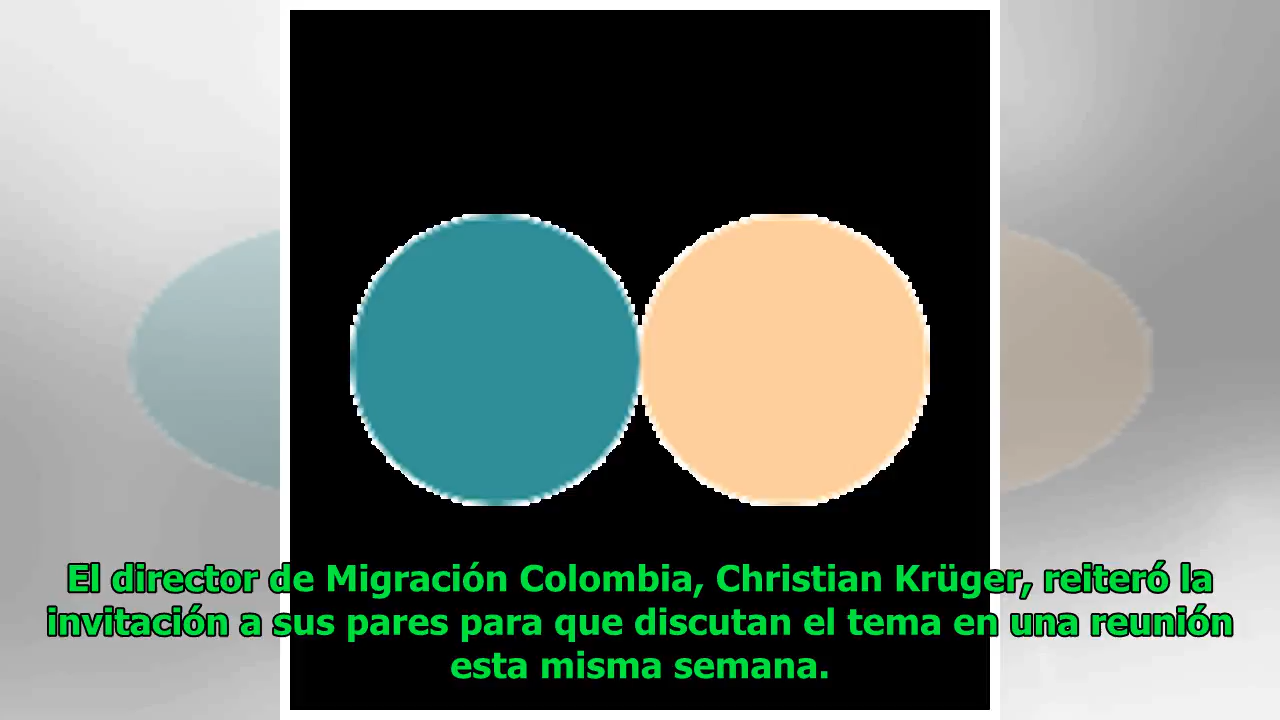 El director de Migración Colombia, Christian Krüger, reiteró la
invitación a sus pares para que discutan el tema en una reunión
esta misma semana.